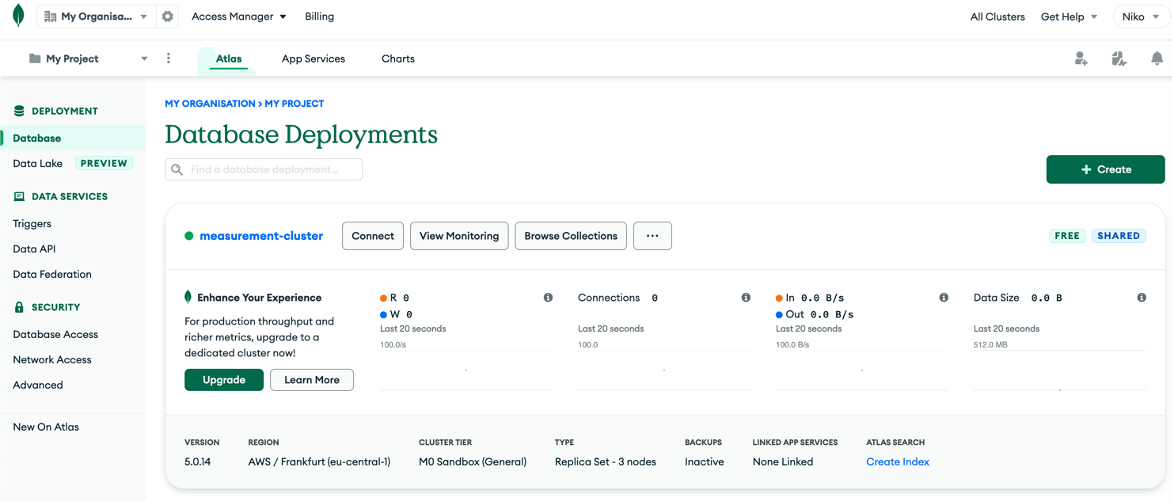 My Organisa...
Access Manager
Billing
All Clusters
Get Help
Niko
My Project
Atlas
App Services
Charts
DEPLOYMENT
Database
Data Lake PREVIEW
DATA SERVICES
Triggers
Data API
Data Federation
SECURITY
Database Access
Network Access
Advanced
New On Atlas
MY ORGANISATION > MY PROJECT
Database Deployments
Find a database deployment...
+ Create
measurement-cluster
Connect
View Monitoring
Browse Collections
...
FREE
SHARED
Enhance Your Experience
For production throughput and
richer metrics, upgrade to a
dedicated cluster now!
Upgrade
Learn More
R 0
W 0
Last 20 seconds
100.0/s
Connections 0
Last 20 seconds
100.0
In 0.0 B/s
Out 0.0 B/s
Last 20 seconds
100.0 B/s
Data Size 0.0 B
Last 20 seconds
512.0 MB
VERSION
5.0.14
REGION
AWS / Frankfurt (eu-central-1)
CLUSTER TIER
M0 Sandbox (General)
TYPE
Replica Set - 3 nodes
BACKUPS
Inactive
LINKED APP SERVICES
None Linked
ATLAS SEARCH
Create Index